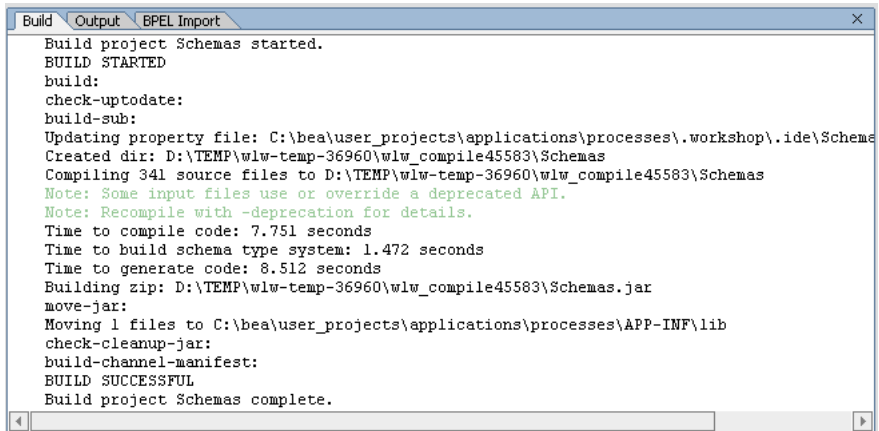 Build Output BPEL Import
Build project Schemas started.
BUILD STARTED
build:
check-uptodate:
build-sub:
Updating property file: C:\bea\user_projects\applications\processes\.workshop\.ide\Schema
Created dir: D:\TEMP\wlw-temp-36960\wlw_compile45583\Schemas
Compiling 341 source files to D:\TEMP\wlw-temp-36960\wlw_compile45583\Schemas
Note: Some input files use or override a deprecated API.
Note: Recompile with -deprecation for details.
Time to compile code: 7.751 seconds
Time to build schema type system: 1.472 seconds
Time to generate code: 8.512 seconds
Building zip: D:\TEMP\wlw-temp-36960\wlw_compile45583\Schemas.jar
move-jar:
Moving 1 files to C:\bea\user_projects\applications\processes\APP-INF\lib
check-cleanup-jar:
build-channel-manifest:
BUILD SUCCESSFUL
Build project Schemas complete.